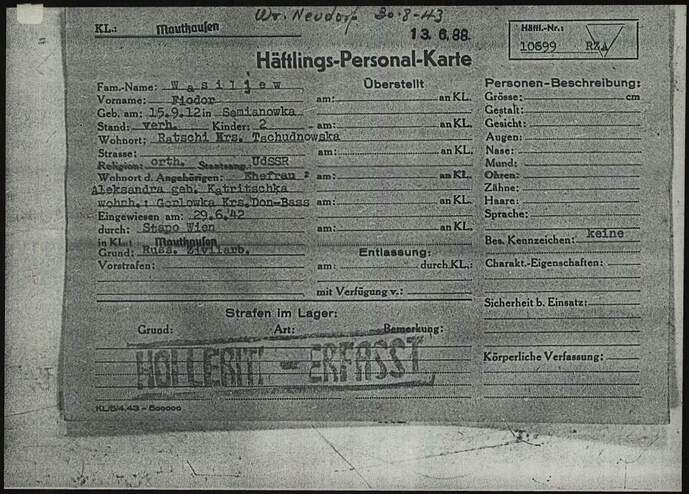 Wr. Neudorf 30-8-43
KL.: Mauthausen
13.6.88.
Häftl.-Nr.:
10699 RZA
Häftlings-Personal-Karte
Fam.-Name: Wasiljew
Vorname: Fiodor
Geb. am: 15.9.12 in Semianowka
Stand: verh. Kinder: 2
Wohnort: Ratschi Krs. Tschudnowska
Strasse:
Religion: orth. Staatsang. UdSSR
Wohnort d. Angehörigen: Ehefrau
Aleksandra geb. Katritschka
wohnh.: Gorlowka Krs.Don-Bass
Eingewiesen am: 29.6.42
durch: Stapo Wien
in KL.: Mauthausen
Grund: Russ. Zivilarb.
Vorstrafen:
Überstellt
am: an KL.
am: an KL.
am: an KL.
am: an KL.
am: an KL.
am: an KL.
Entlassung:
am: durch KL.:
mit Verfügung v.:
Personen-Beschreibung:
Grösse: cm
Gestalt:
Gesicht:
Augen:
Nase:
Mund:
Ohren:
Zähne:
Haare:
Sprache:
Bes. Kennzeichen: keine
Charakt.-Eigenschaften:
Sicherheit b. Einsatz:
Körperliche Verfassung:
Strafen im Lager:
Grund: Art: Bemerkung:
HOLLERITH - ERFASST
KL/5/4.43 - 500000